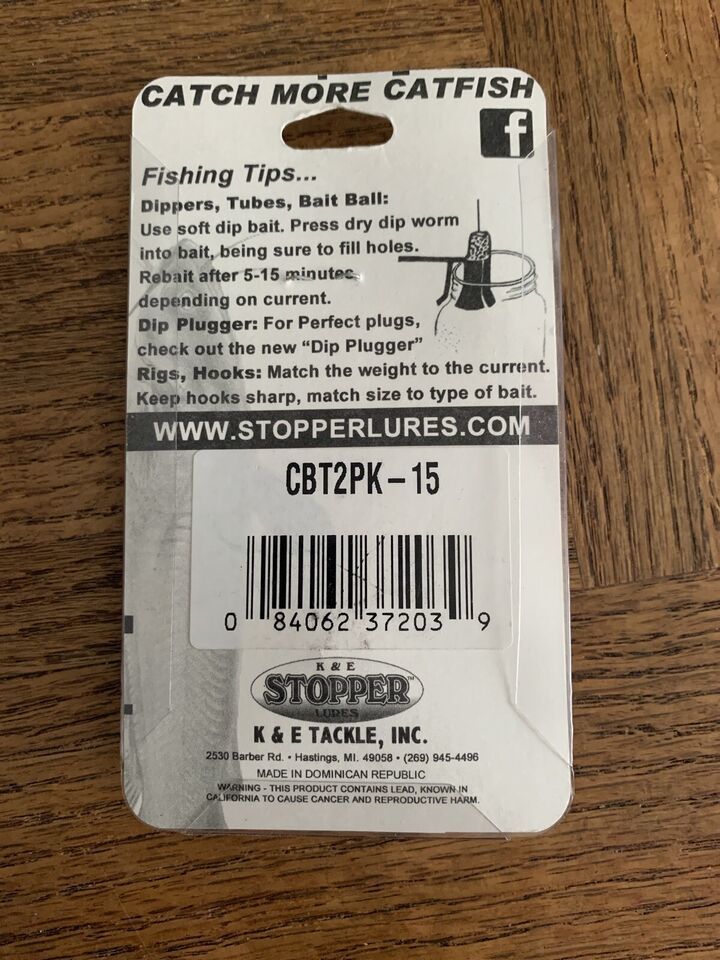 CATCH MORE CATFISH
f
Fishing Tips...
Dippers, Tubes, Bait Ball:
Use soft dip bait. Press dry dip worm
into bait, being sure to fill holes.
Rebait after 5-15 minutes
depending on current.
Dip Plugger: For Perfect plugs,
check out the new “Dip Plugger”
Rigs, Hooks: Match the weight to the current.
Keep hooks sharp, match size to type of bait.
WWW.STOPPERLURES.COM
CBT2PK-15
0 84062 37203 9
K & E
STOPPER™
LURES
K & E TACKLE, INC.
2530 Barber Rd. • Hastings, MI. 49058 • (269) 945-4496
MADE IN DOMINICAN REPUBLIC
WARNING - THIS PRODUCT CONTAINS LEAD, KNOWN IN
CALIFORNIA TO CAUSE CANCER AND REPRODUCTIVE HARM.